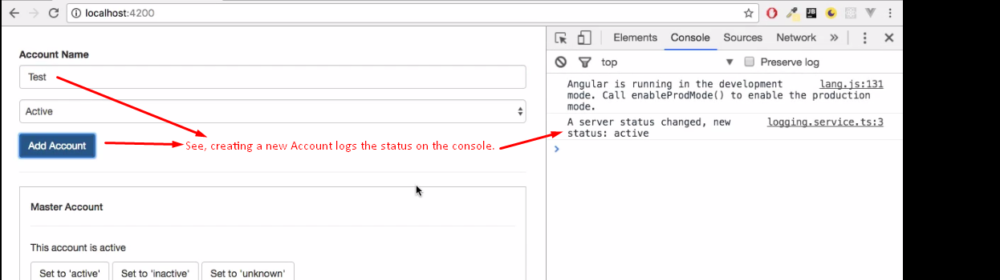 localhost:4200
Elements Console Sources Network
top Preserve log
Account Name
Test
Active
Add Account
See, creating a new Account logs the status on the console.
Master Account
This account is active
Set to 'active' Set to 'inactive' Set to 'unknown'
Angular is running in the development lang.js:131
mode. Call enableProdMode() to enable the production
mode.
A server status changed, new logging.service.ts:3
status: active